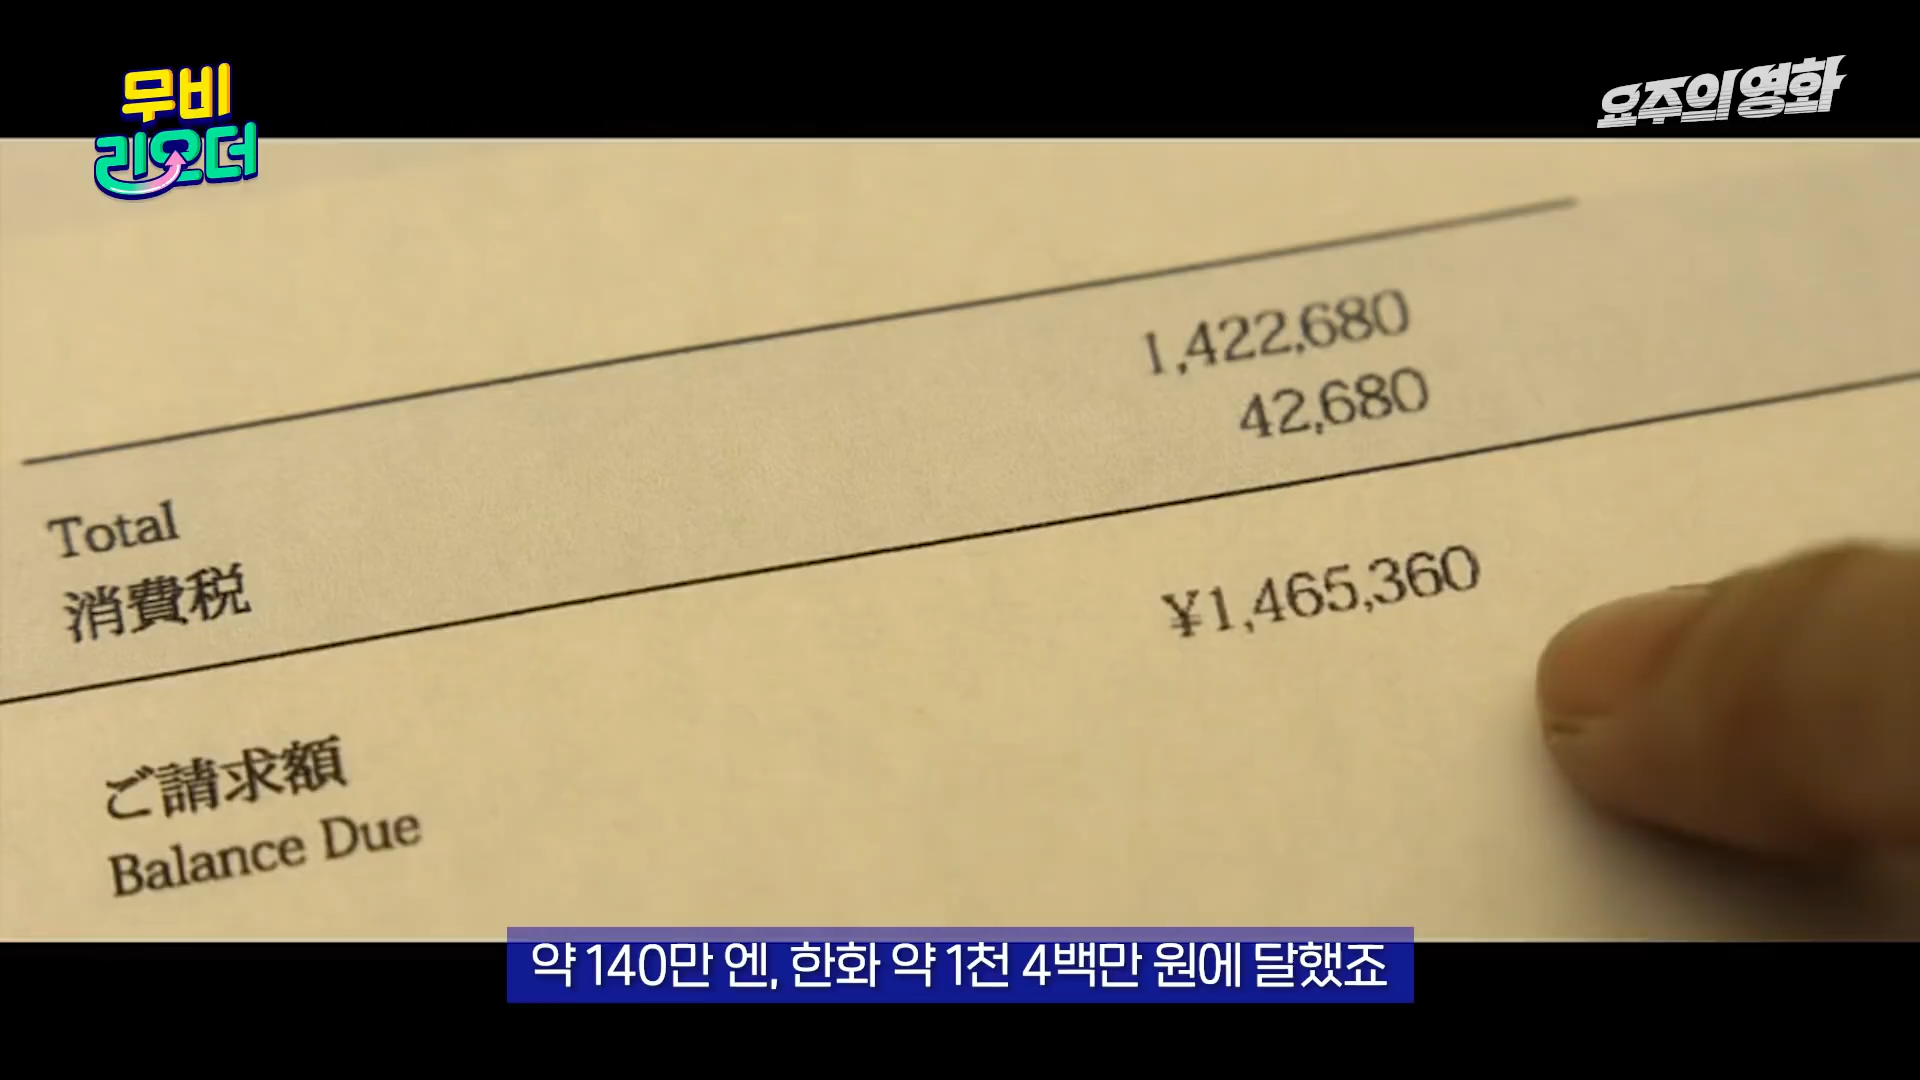 무비
리오더
요주의 영화
Total 1,422,680
消費税 42,680
ご請求額 ¥1,465,360
Balance Due
약 140만 엔, 한화 약 1천 4백만 원에 달했죠